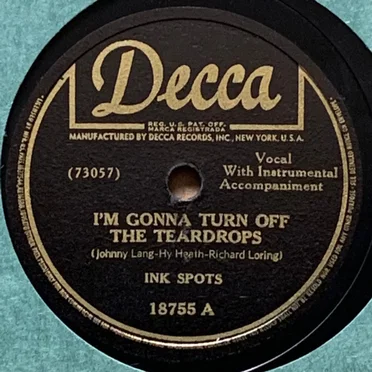 Decca
REG. U.S. PAT. OFF.
MARCA REGISTRADA
MANUFACTURED BY DECCA RECORDS, INC., NEW YORK, U.S.A.
(73057)
Vocal
With Instrumental
Accompaniment
I'M GONNA TURN OFF
THE TEARDROPS
(Johnny Lang-Hy Heath-Richard Loring)
INK SPOTS
18755 A